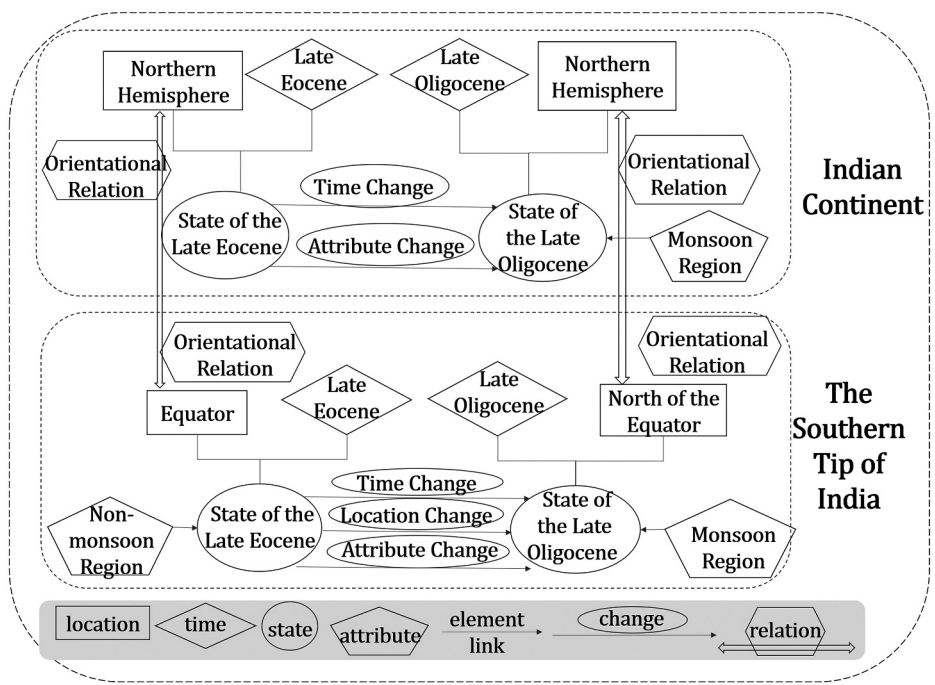 Northern
Hemisphere
Late
Eocene
Late
Oligocene
Northern
Hemisphere
Orientational
Relation
Orientational
Relation
Time Change
State of the
Late Eocene
Attribute Change
State of
the Late
Oligocene
Monsoon
Region
Indian
Continent
Orientational
Relation
Orientational
Relation
Equator
Late
Eocene
Late
Oligocene
North of the
Equator
The
Southern
Tip of
India
Non-
monsoon
Region
State of the
Late Eocene
Time Change
Location Change
Attribute Change
State of
the Late
Oligocene
Monsoon
Region
location
time
state
attribute
element
link
change
relation